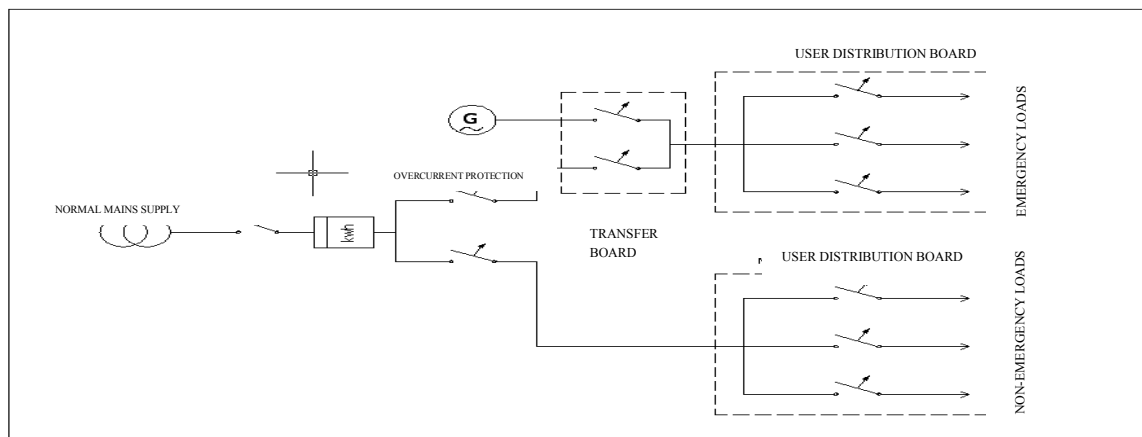 USER DISTRIBUTION BOARD
G
EMERGENCY LOADS
OVERCURRENT PROTECTION
NORMAL MAINS SUPPLY
kwh
TRANSFER
BOARD
USER DISTRIBUTION BOARD
NON-EMERGENCY LOADS